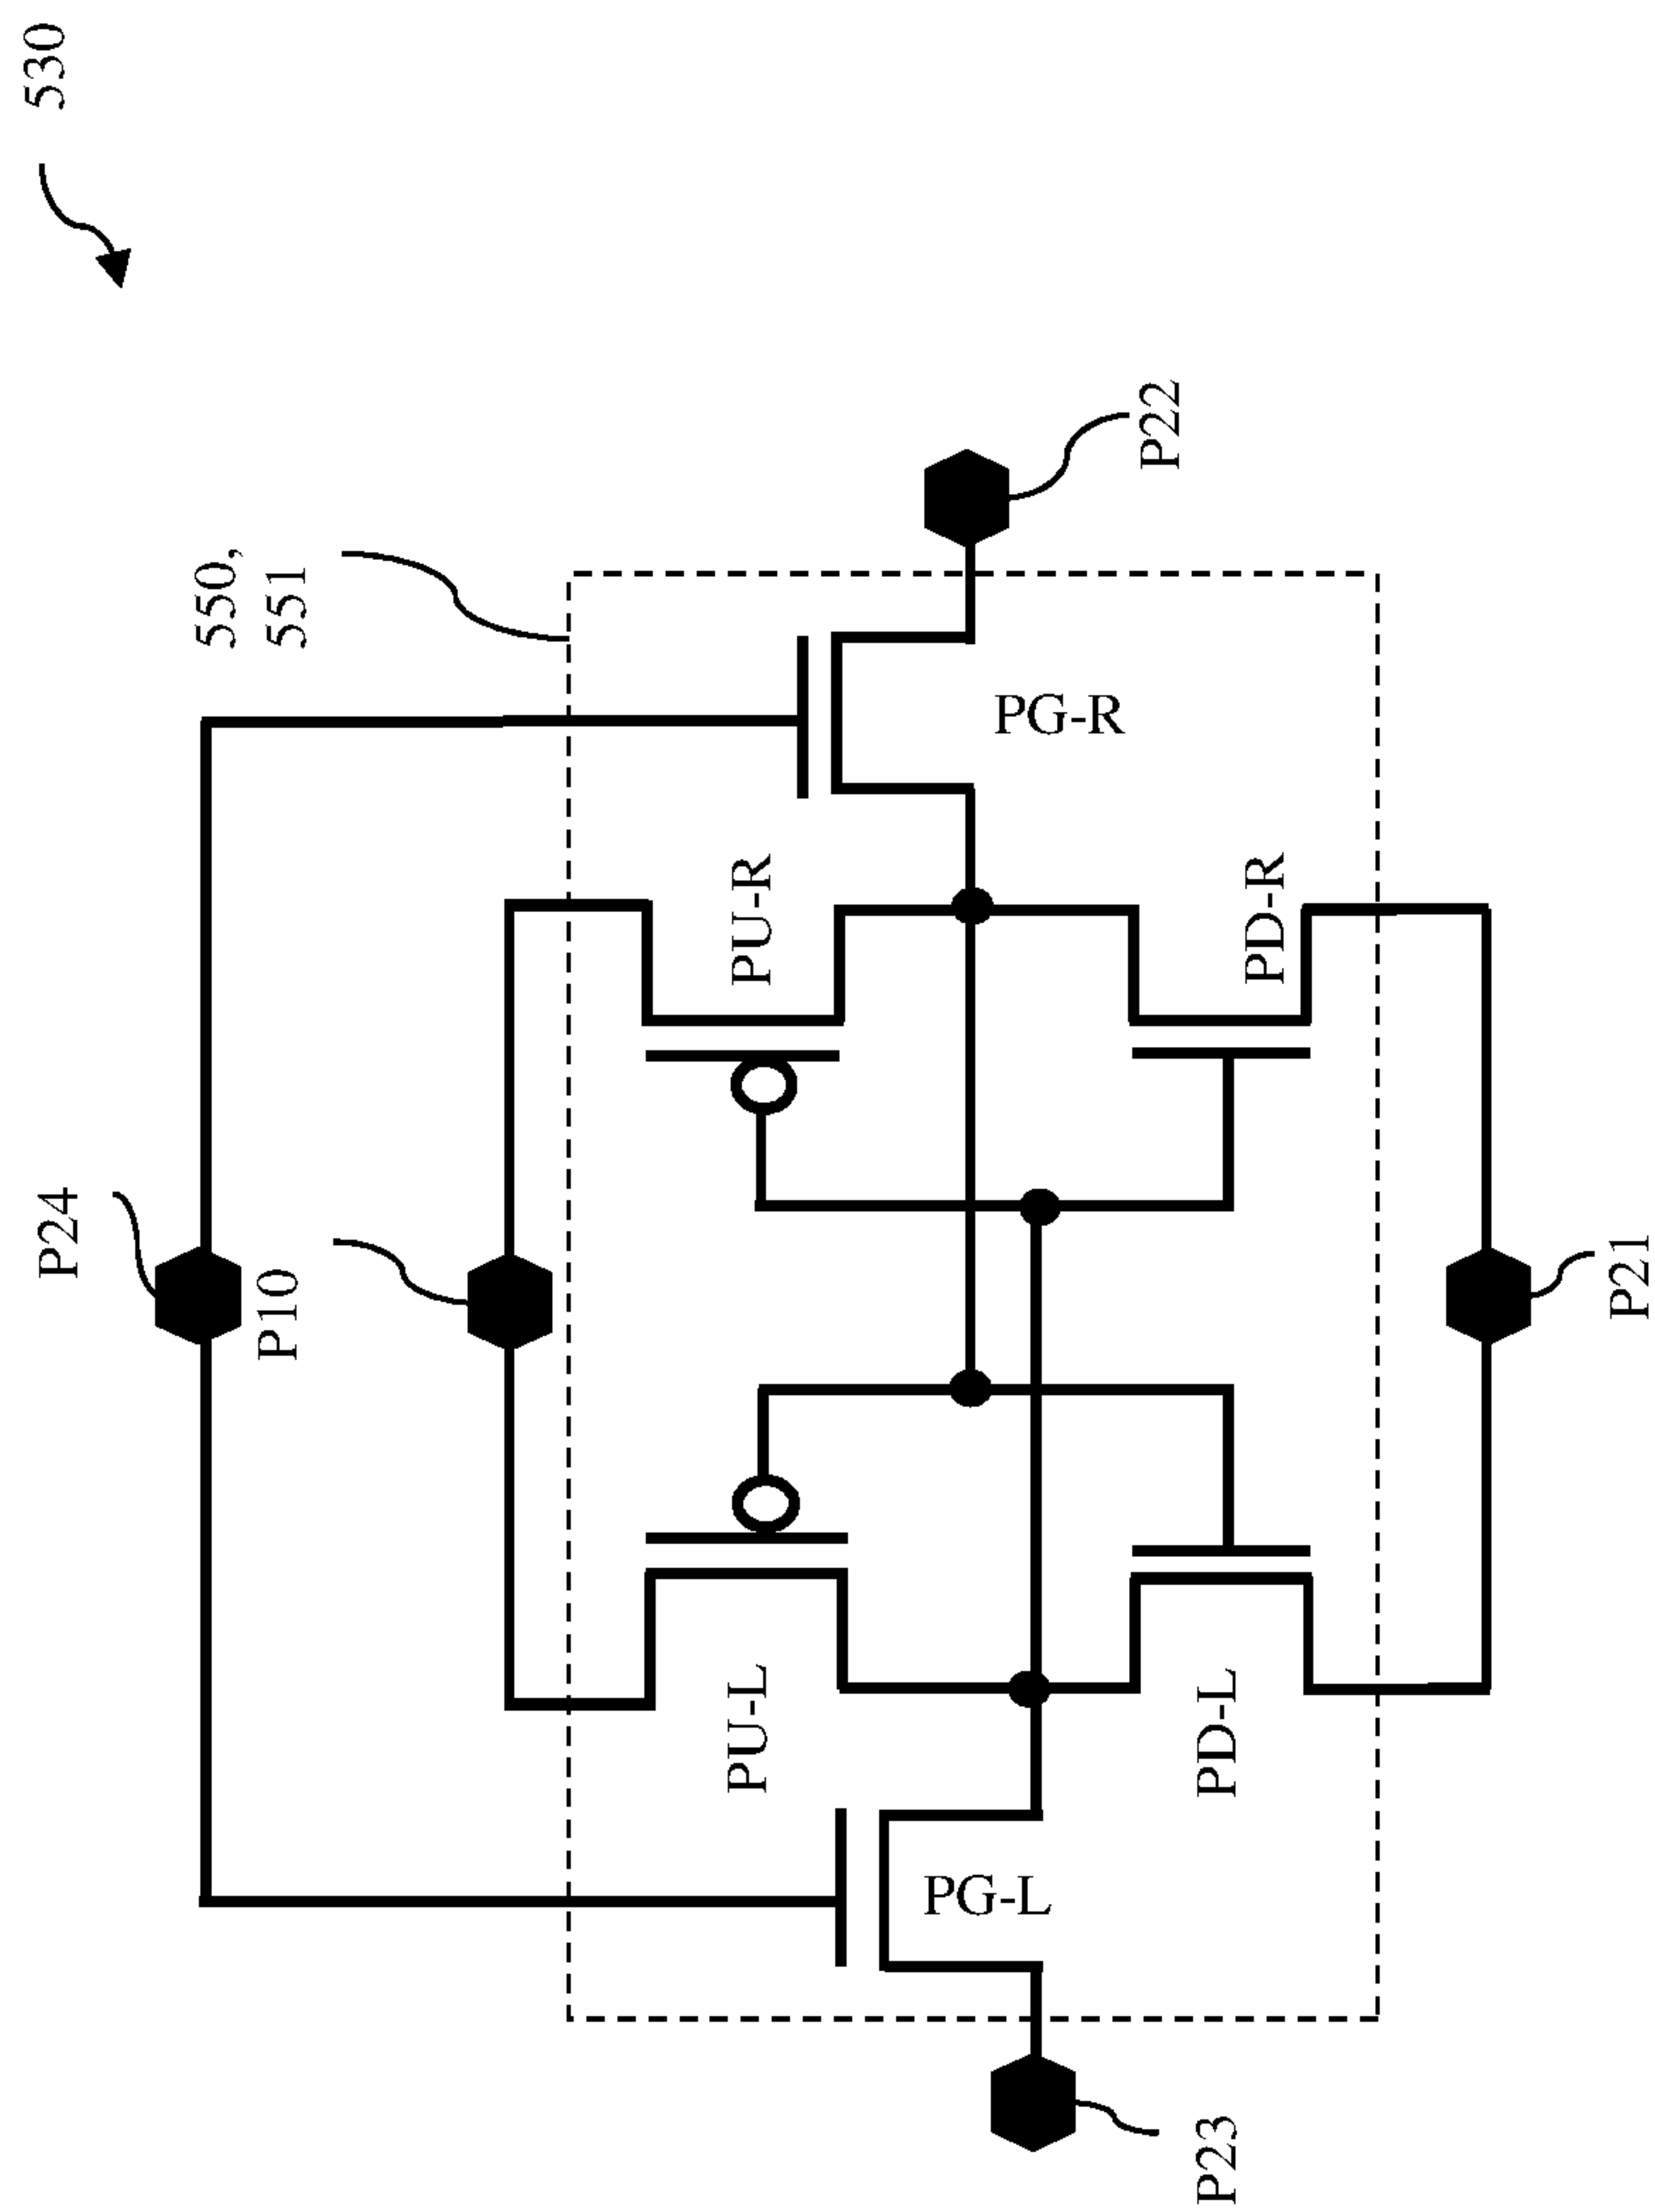 530
550,
551
P22
PG-R
PU-R
PD-R
P24
P10
P21
PU-L
PD-L
PG-L
P23